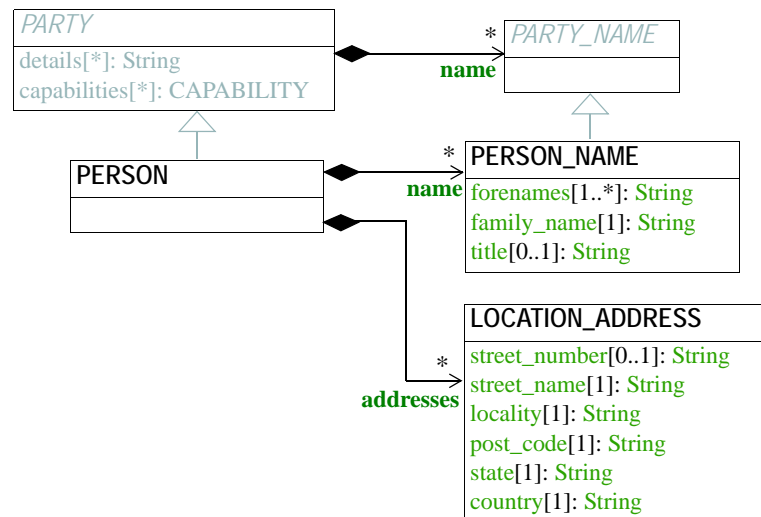 PARTY
details[*]: String
capabilities[*]: CAPABILITY
*
name
PARTY_NAME
PERSON
*
name
PERSON_NAME
forenames[1..*]: String
family_name[1]: String
title[0..1]: String
*
addresses
LOCATION_ADDRESS
street_number[0..1]: String
street_name[1]: String
locality[1]: String
post_code[1]: String
state[1]: String
country[1]: String